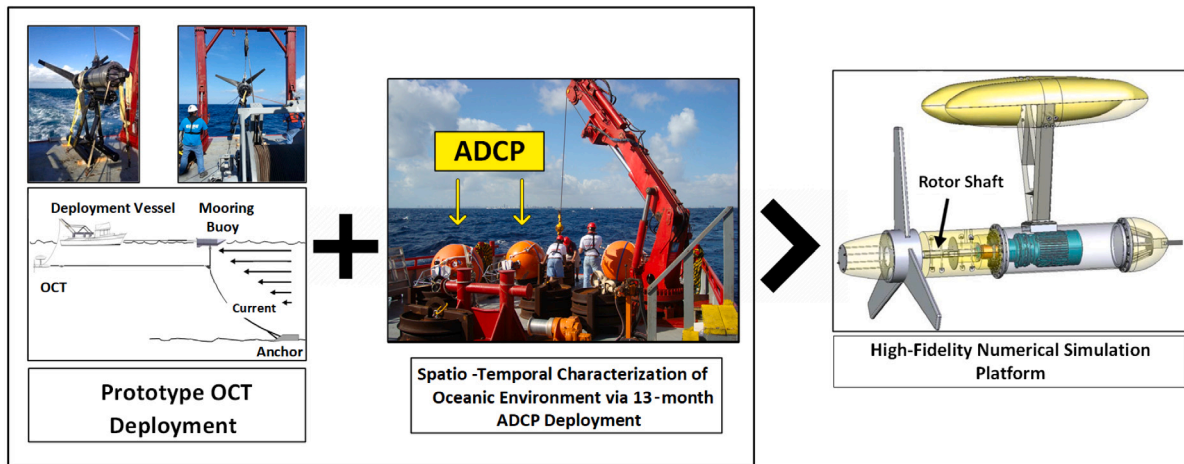 Deployment Vessel
Mooring
Buoy
OCT
Current
Anchor
Prototype OCT
Deployment
ADCP
Spatio -Temporal Characterization of
Oceanic Environment via 13-month
ADCP Deployment
Rotor Shaft
High-Fidelity Numerical Simulation
Platform